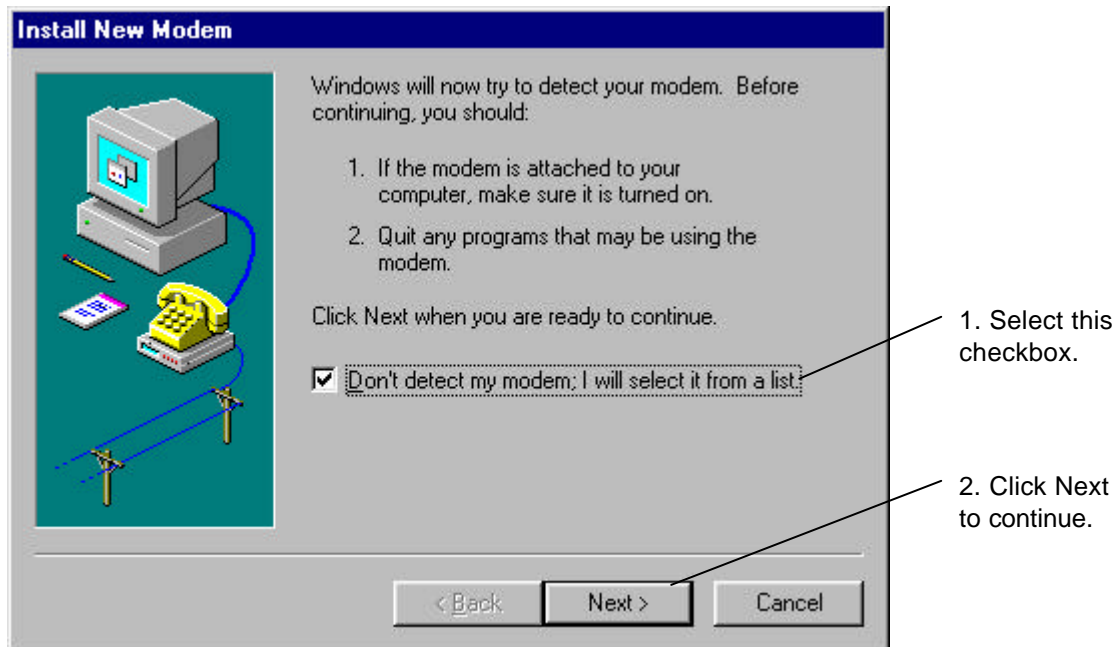 Install New Modem
Windows will now try to detect your modem.  Before
continuing, you should:
1. If the modem is attached to your
computer, make sure it is turned on.
2. Quit any programs that may be using the
modem.
Click Next when you are ready to continue.
Don't detect my modem; I will select it from a list.
1. Select this
checkbox.
2. Click Next
to continue.
< Back
Next >
Cancel